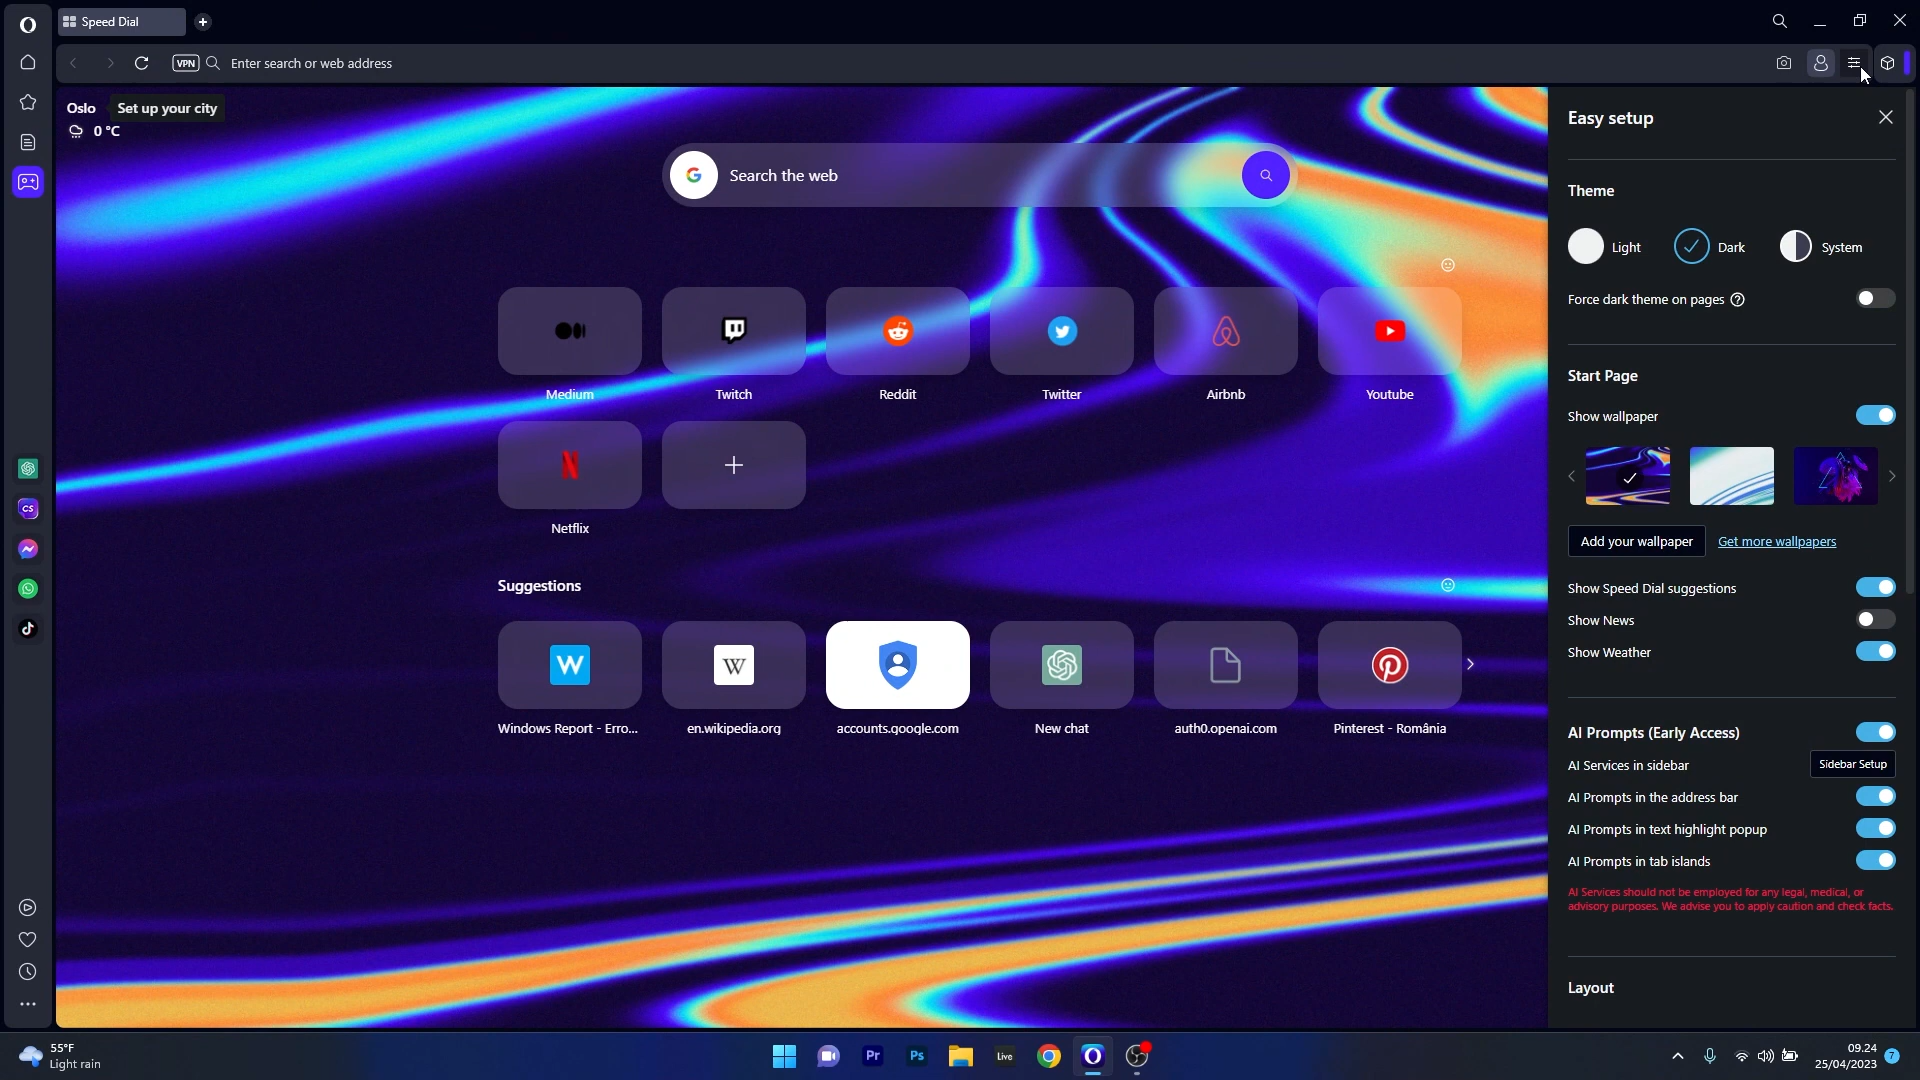 Speed Dial
VPN
Enter search or web address
Oslo
Set up your city
0 °C
Search the web
Medium
Twitch
Reddit
Twitter
Airbnb
Youtube
Netflix
Suggestions
W
W
Windows Report - Erro...
en.wikipedia.org
accounts.google.com
New chat
auth0.openai.com
Pinterest - România
CS
Easy setup
Theme
Light
Dark
System
Force dark theme on pages
Start Page
Show wallpaper
Add your wallpaper
Get more wallpapers
Show Speed Dial suggestions
Show News
Show Weather
AI Prompts (Early Access)
AI Services in sidebar
Sidebar Setup
AI Prompts in the address bar
AI Prompts in text highlight popup
AI Prompts in tab islands
AI Services should not be employed for any legal, medical, or
advisory purposes. We advise you to apply caution and check facts.
Layout
55°F
Light rain
Pr
Ps
Live
09.24
25/04/2023
7